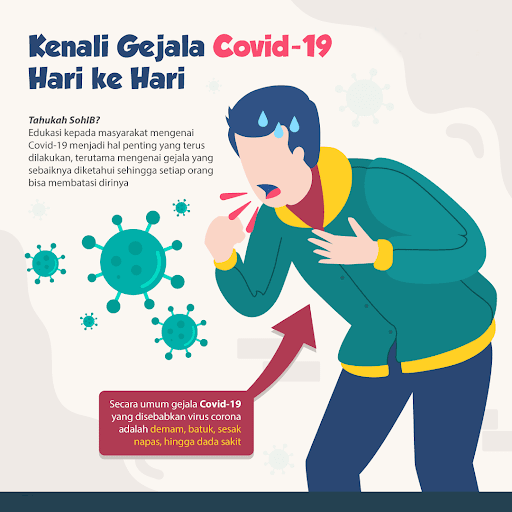 Kenali Gejala Covid-19
Hari ke Hari
Tahukah SohIB?
Edukasi kepada masyarakat mengenai
Covid-19 menjadi hal penting yang terus
dilakukan, terutama mengenai gejala yang
sebaiknya diketahui sehingga setiap orang
bisa membatasi dirinya
Secara umum gejala Covid-19
yang disebabkan virus corona
adalah demam, batuk, sesak
napas, hingga dada sakit